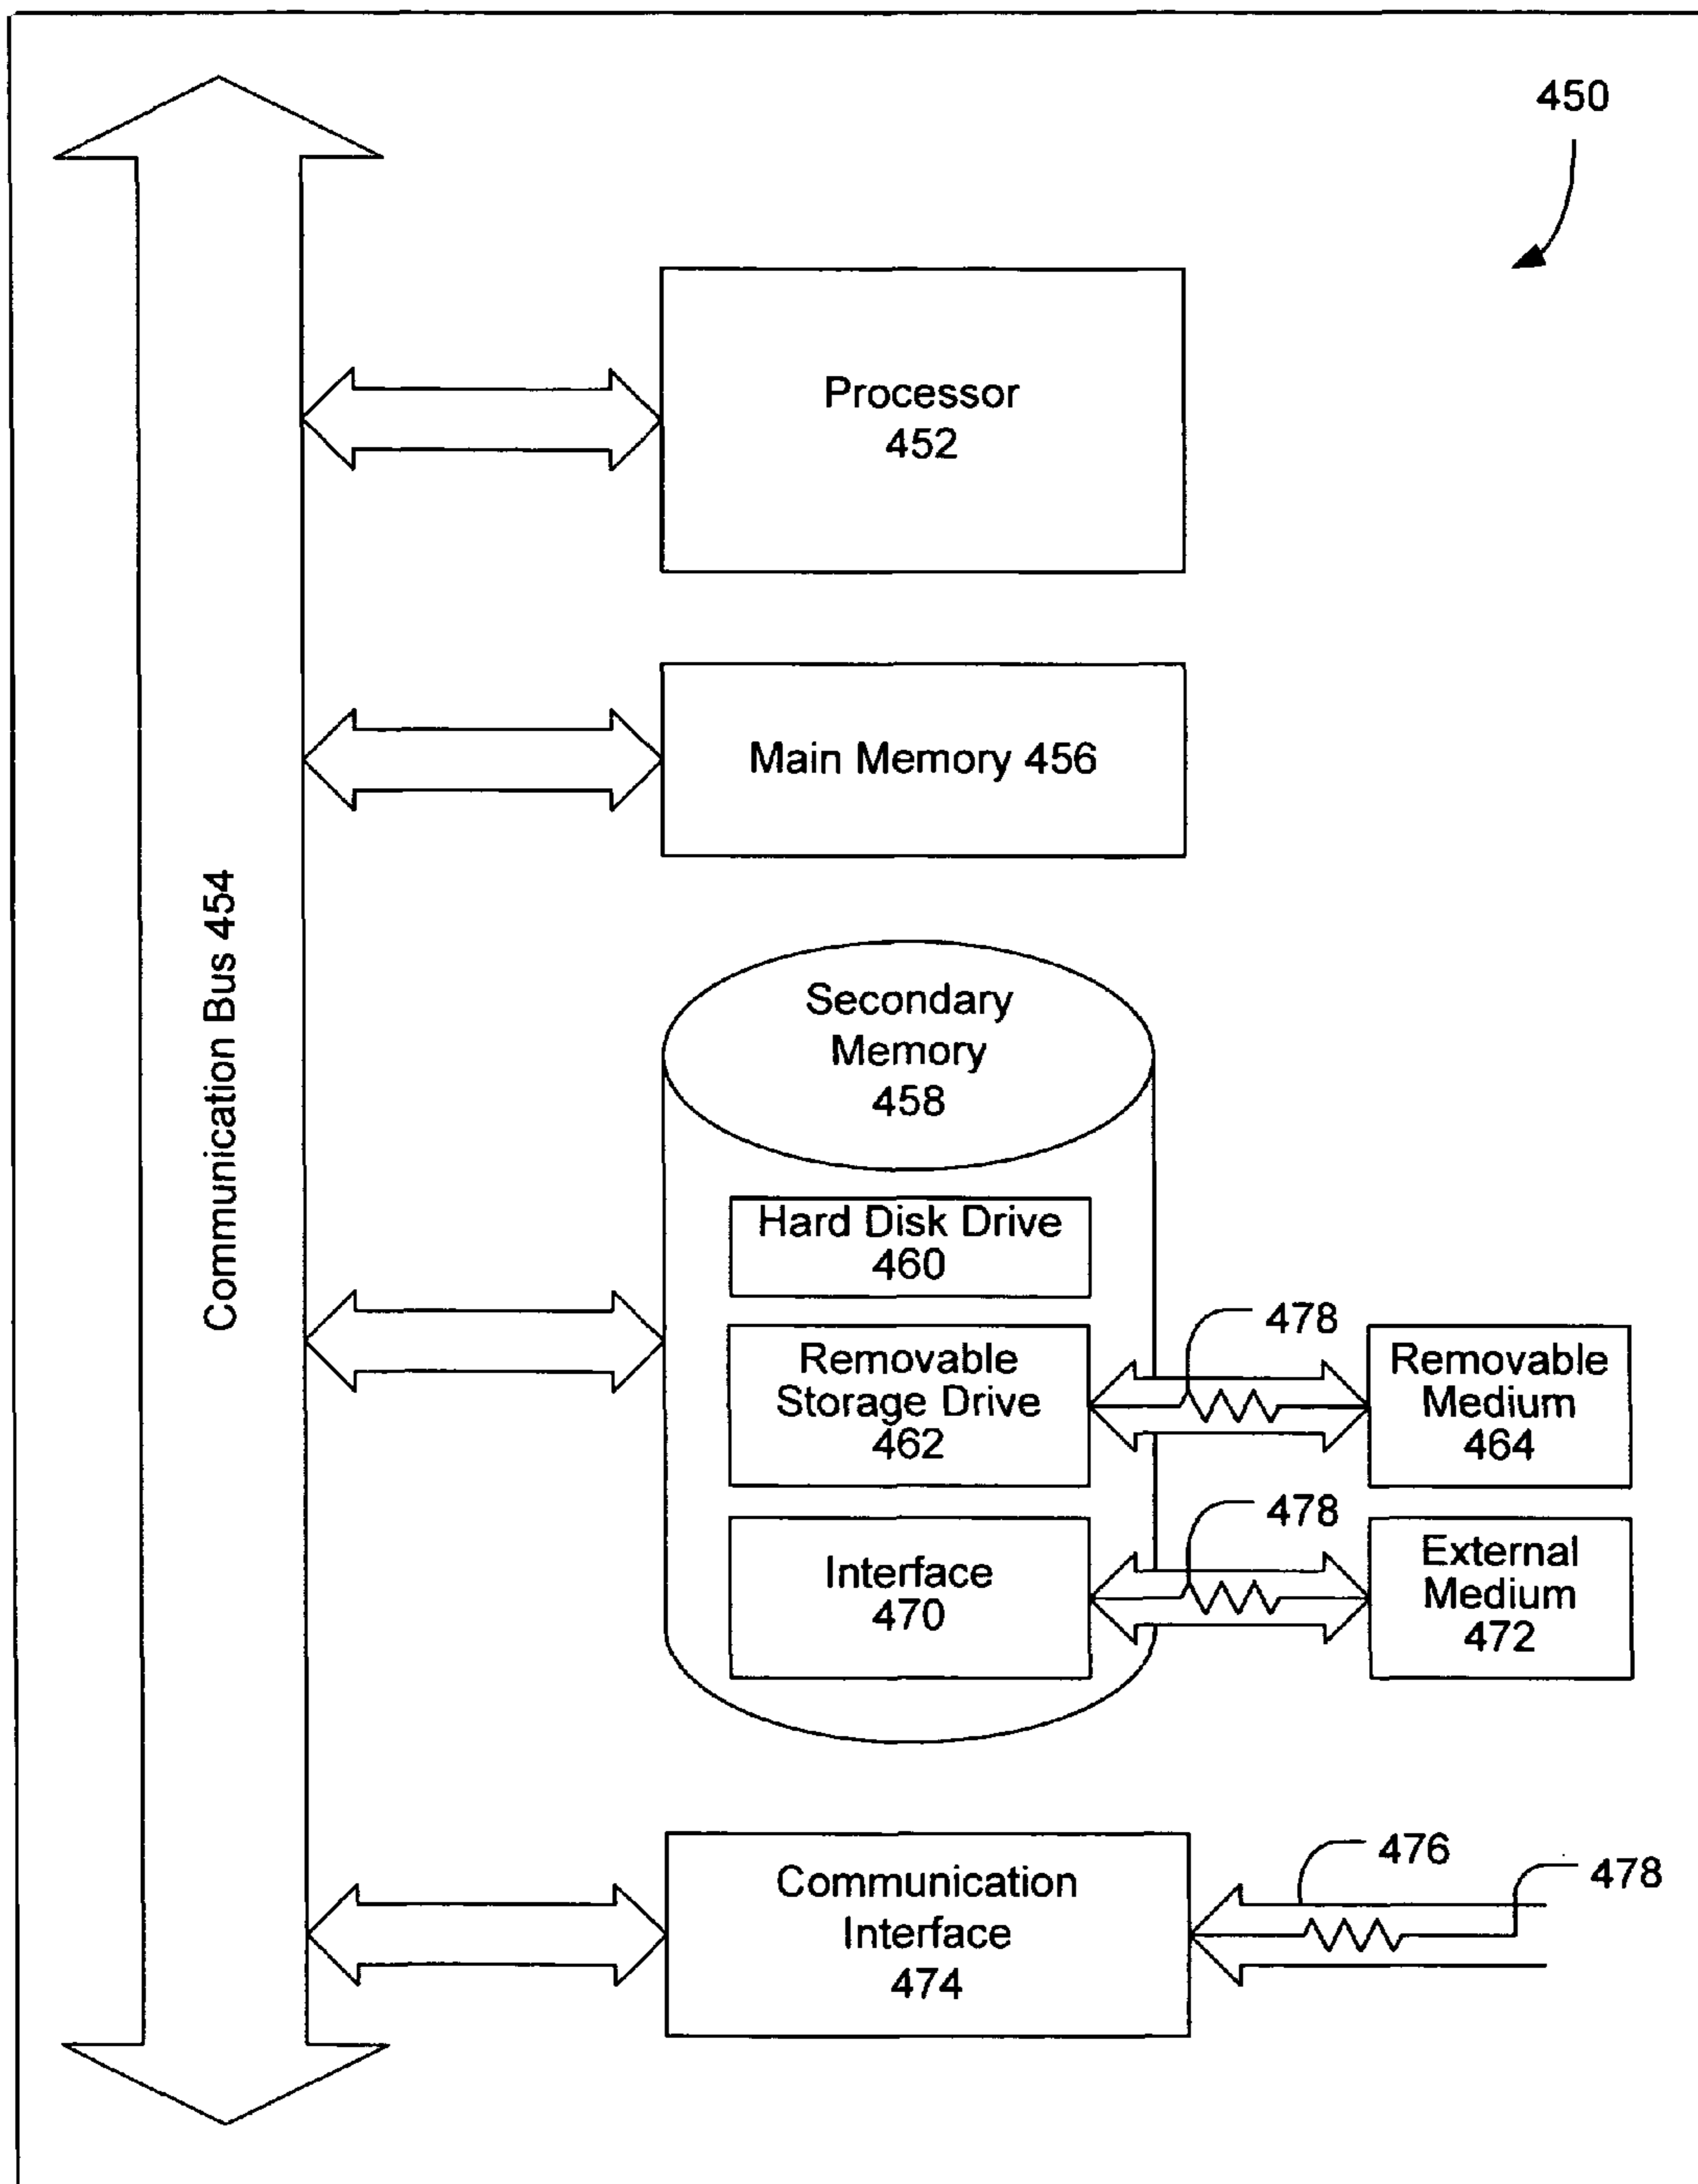 450
Processor
452
Main Memory 456
Communication Bus 454
Secondary
Memory
458
Hard Disk Drive
460
478
Removable
Storage Drive
462
Removable
Medium
464
478
Interface
470
External
Medium
472
Communication
Interface
474
476
478